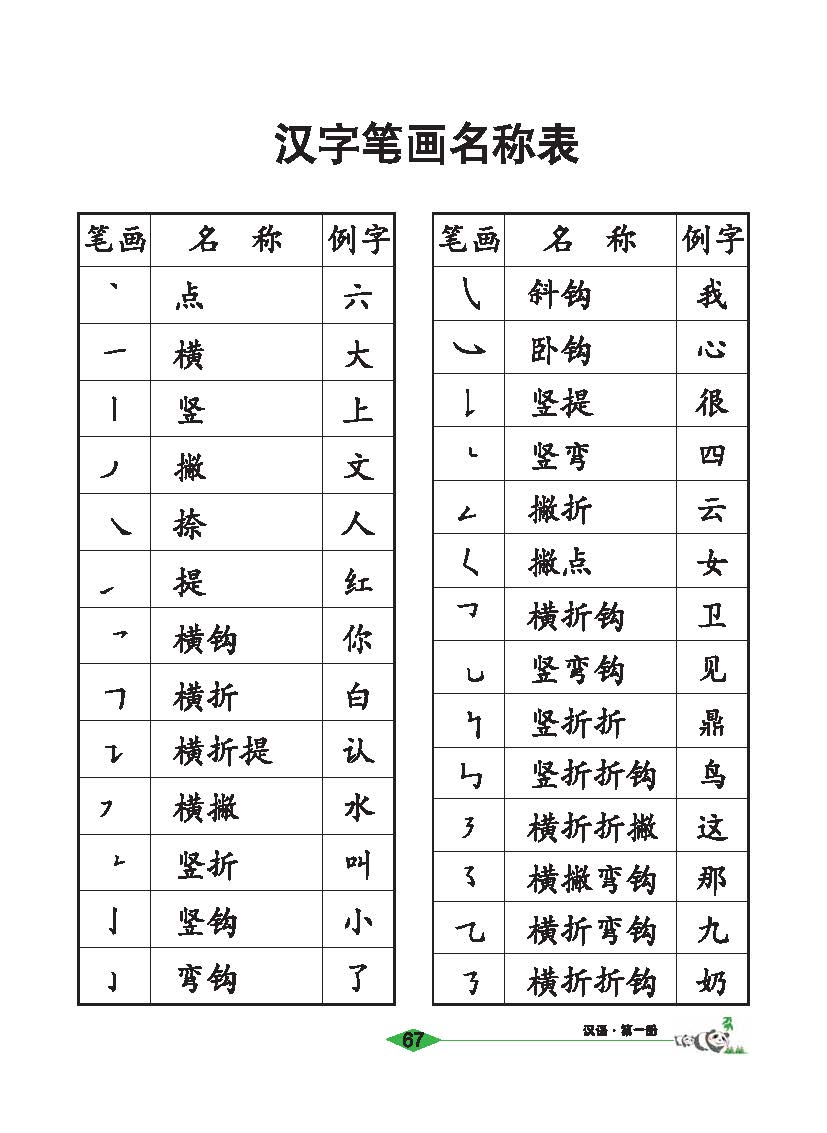 汉字笔画名称表
笔画 名 称 例字
丶 点 六
一 横 大
丨 竖 上
丿 撇 文
㇏ 捺 人
㇀ 提 红
乛 横钩 你
𠃍 横折 白
㇊ 横折提 认
㇇ 横撇 水
𠃊 竖折 叫
亅 竖钩 小
㇁ 弯钩 了
笔画 名 称 例字
㇂ 斜钩 我
㇃ 卧钩 心
𠄌 竖提 很
㇄ 竖弯 四
𠃋 撇折 云
𡿨 撇点 女
𠃌 横折钩 卫
乚 竖弯钩 见
𠃑 竖折折 鼎
㇉ 竖折折钩 鸟
㇋ 横折折撇 这
㇌ 横撇弯钩 那
㇈ 横折弯钩 九
𠄎 横折折钩 奶
汉语·第一册
67